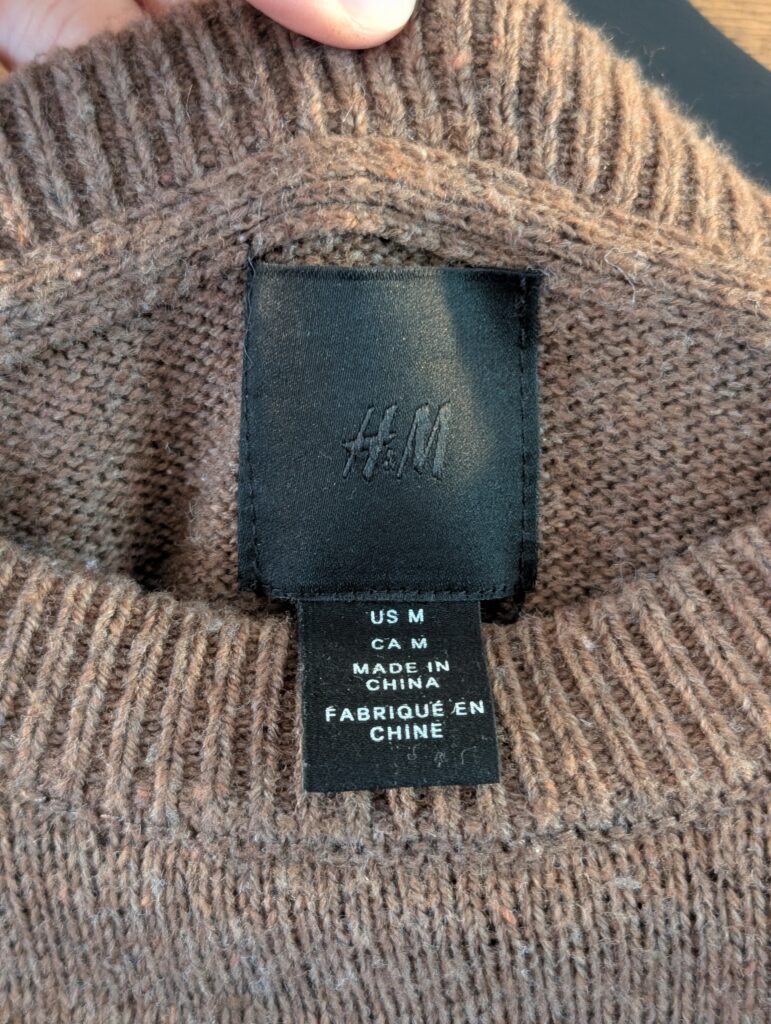 H&M
US M
CA M
MADE IN
CHINA
FABRIQUÉ EN
CHINE